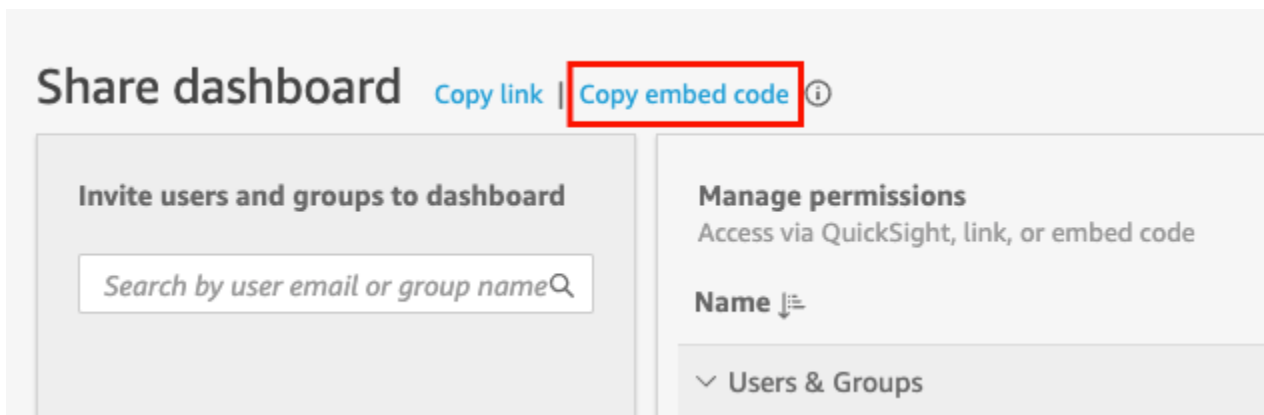 Share dashboard Copy link | Copy embed code
Invite users and groups to dashboard
Search by user email or group name
Manage permissions
Access via QuickSight, link, or embed code
Name
Users & Groups